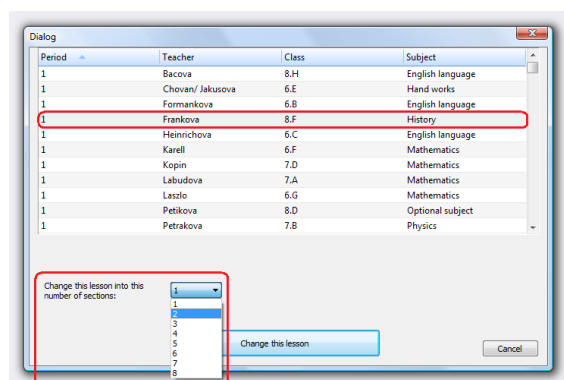 Dialog
Period Teacher Class Subject
1 Bacova 8.H English language
1 Chovan/ Jakusova 6.E Hand works
1 Formankova 6.B English language
1 Frankova 8.F History
1 Heinrichova 6.C English language
1 Karell 6.F Mathematics
1 Kopin 7.D Mathematics
1 Labudova 7.A Mathematics
1 Laszlo 6.G Mathematics
1 Petikova 8.D Optional subject
1 Petrakova 7.B Physics
Change this lesson into this
number of sections:
1
1
2
3
4
5
6
7
8
Change this lesson
Cancel